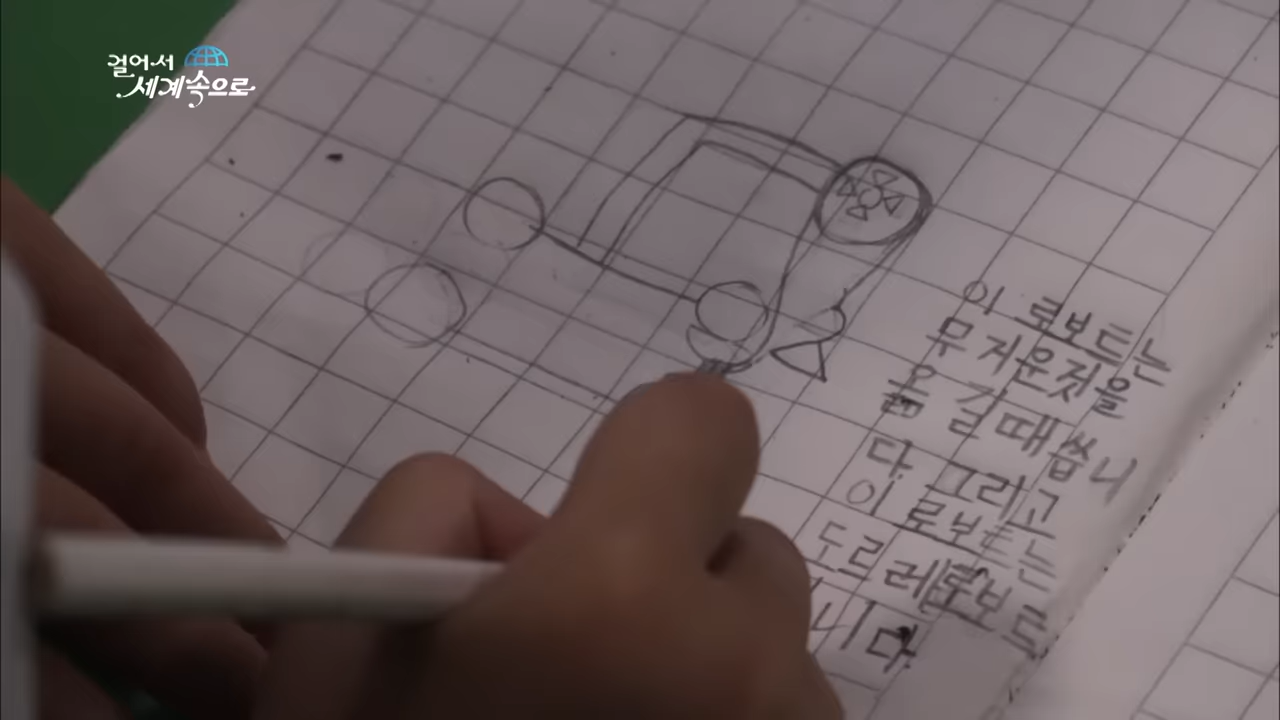 걸어서
세계속으로
이 로보트는
무거운것을
옮길때씁니
다. 그리고
이 로보트는
도르레로보트
니다.